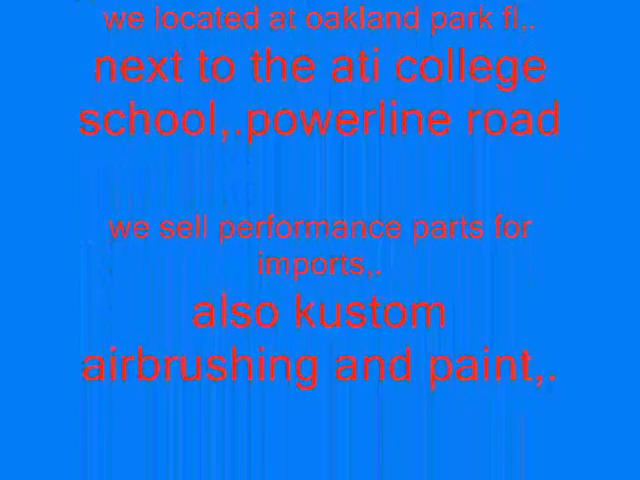 we located at oakland park fl,.
next to the ati college
school,.powerline road
we sell performance parts for
imports,.
also kustom
airbrushing and paint,.